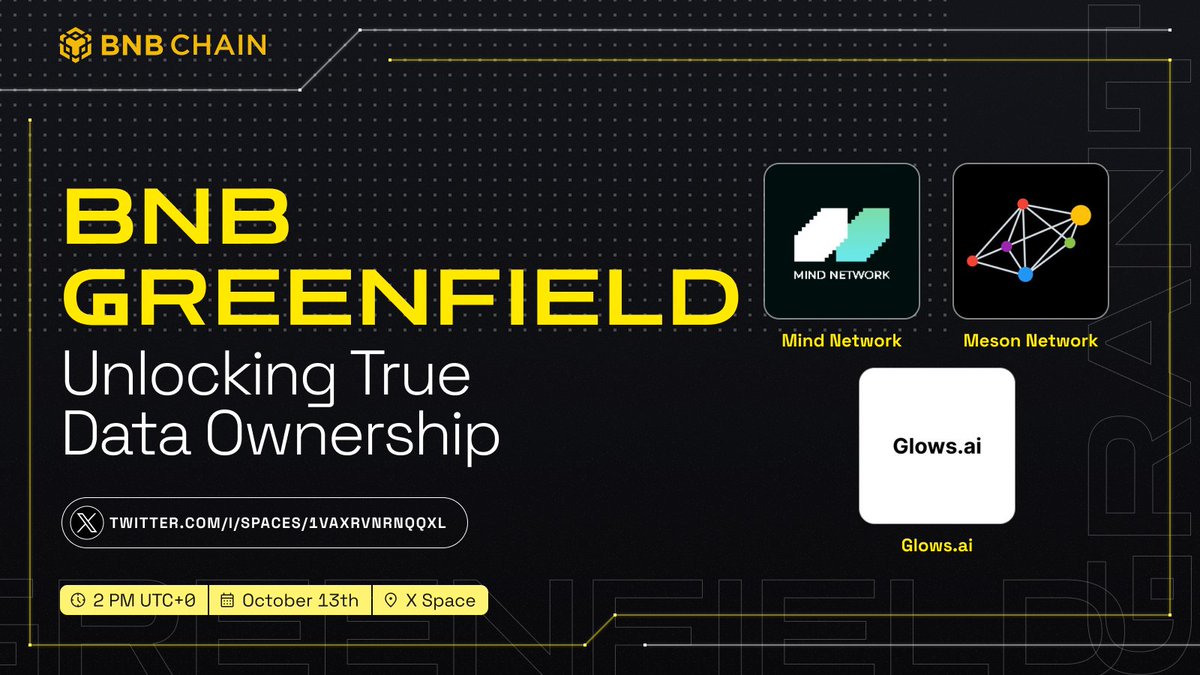 BNB CHAIN
BNB
GREENFIELD
Unlocking True
Data Ownership
TWITTER.COM/I/SPACES/1VAXRVNRNQQXL
2 PM UTC+0
October 13th
X Space
MIND NETWORK
Mind Network
Meson Network
Glows.ai
Glows.ai
GREENFIELD
GRANT